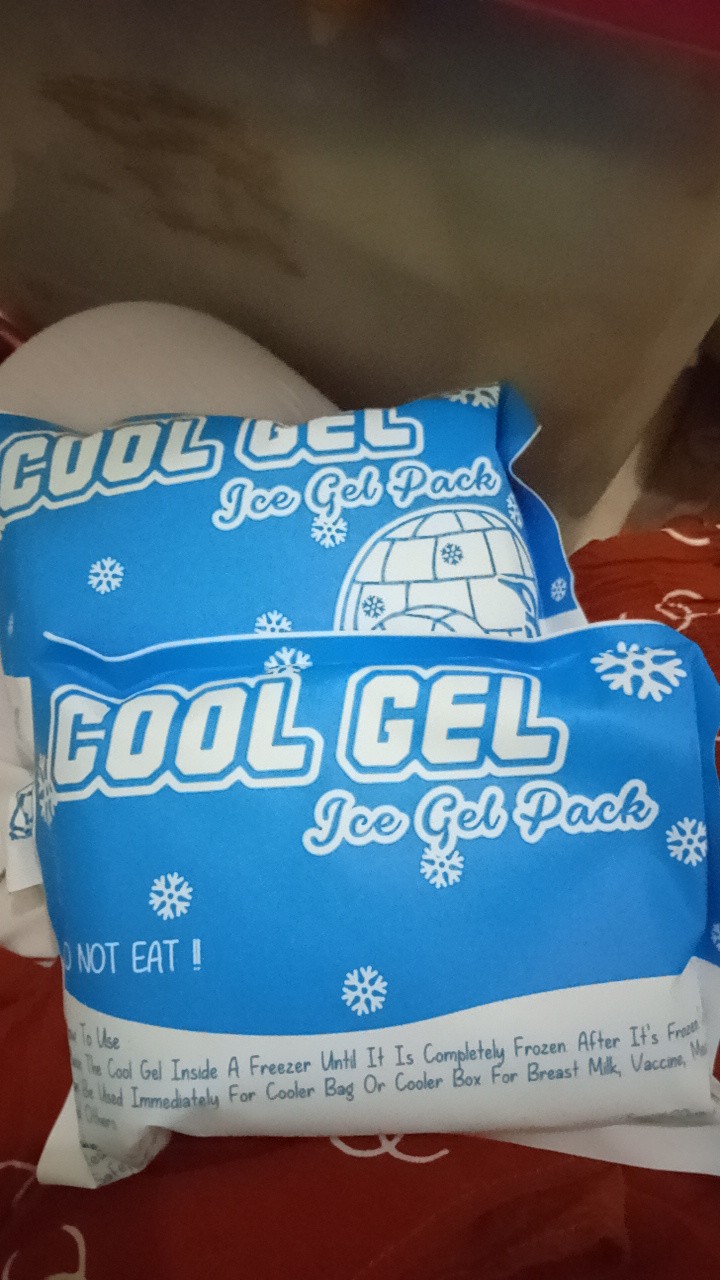 COOL GEL
Ice Gel Pack
COOL GEL
Ice Gel Pack
NOT EAT !!
To Use
The Cool Gel Inside A Freezer Until It Is Completely Frozen After It's Frozen
Be Used Immediately For Cooler Bag Or Cooler Box For Breast Milk, Vaccine,
Others